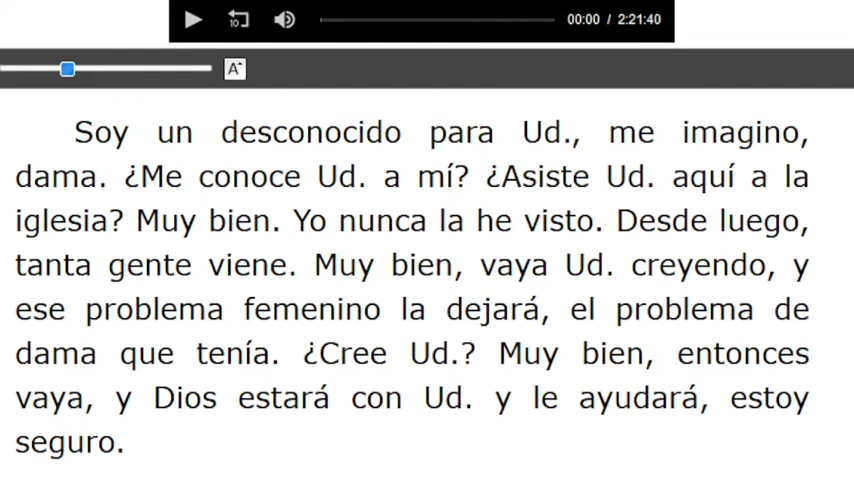 10
00:00 / 2:21:40
A
Soy un desconocido para Ud., me imagino,
dama. ¿Me conoce Ud. a mí? ¿Asiste Ud. aquí a la
iglesia? Muy bien. Yo nunca la he visto. Desde luego,
tanta gente viene. Muy bien, vaya Ud. creyendo, y
ese problema femenino la dejará, el problema de
dama que tenía. ¿Cree Ud.? Muy bien, entonces
vaya, y Dios estará con Ud. y le ayudará, estoy
seguro.